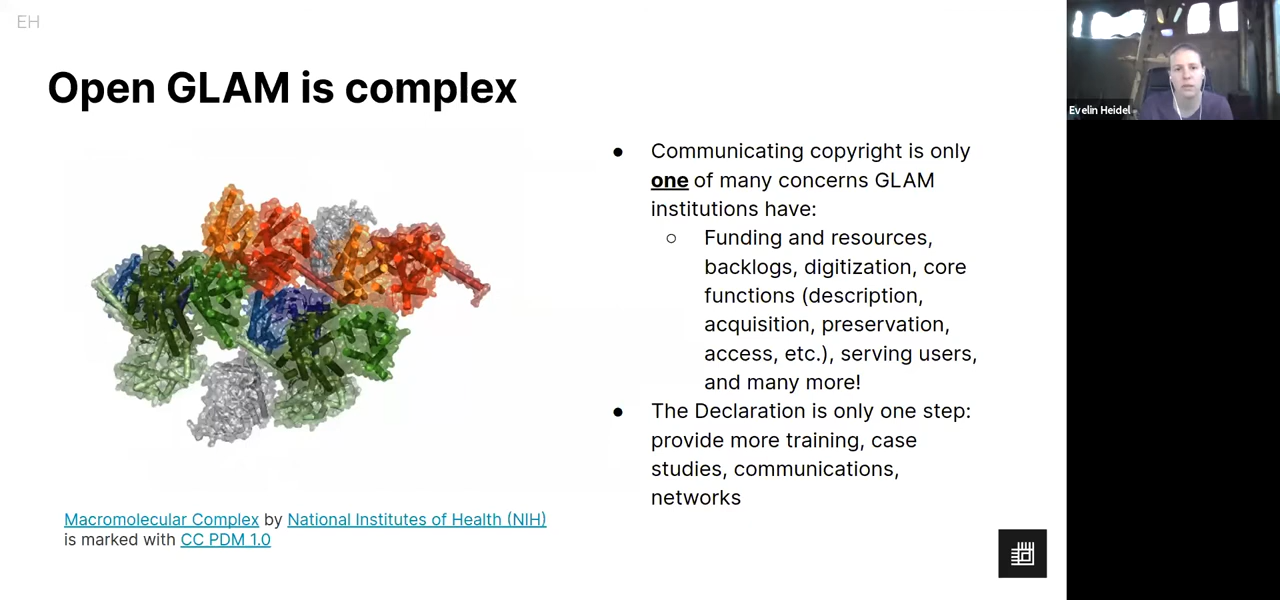 EH
Open GLAM is complex
● Communicating copyright is only
one of many concerns GLAM
institutions have:
○ Funding and resources,
backlogs, digitization, core
functions (description,
acquisition, preservation,
access, etc.), serving users,
and many more!
● The Declaration is only one step:
provide more training, case
studies, communications,
networks
Macromolecular Complex by National Institutes of Health (NIH)
is marked with CC PDM 1.0
Evelin Heidel